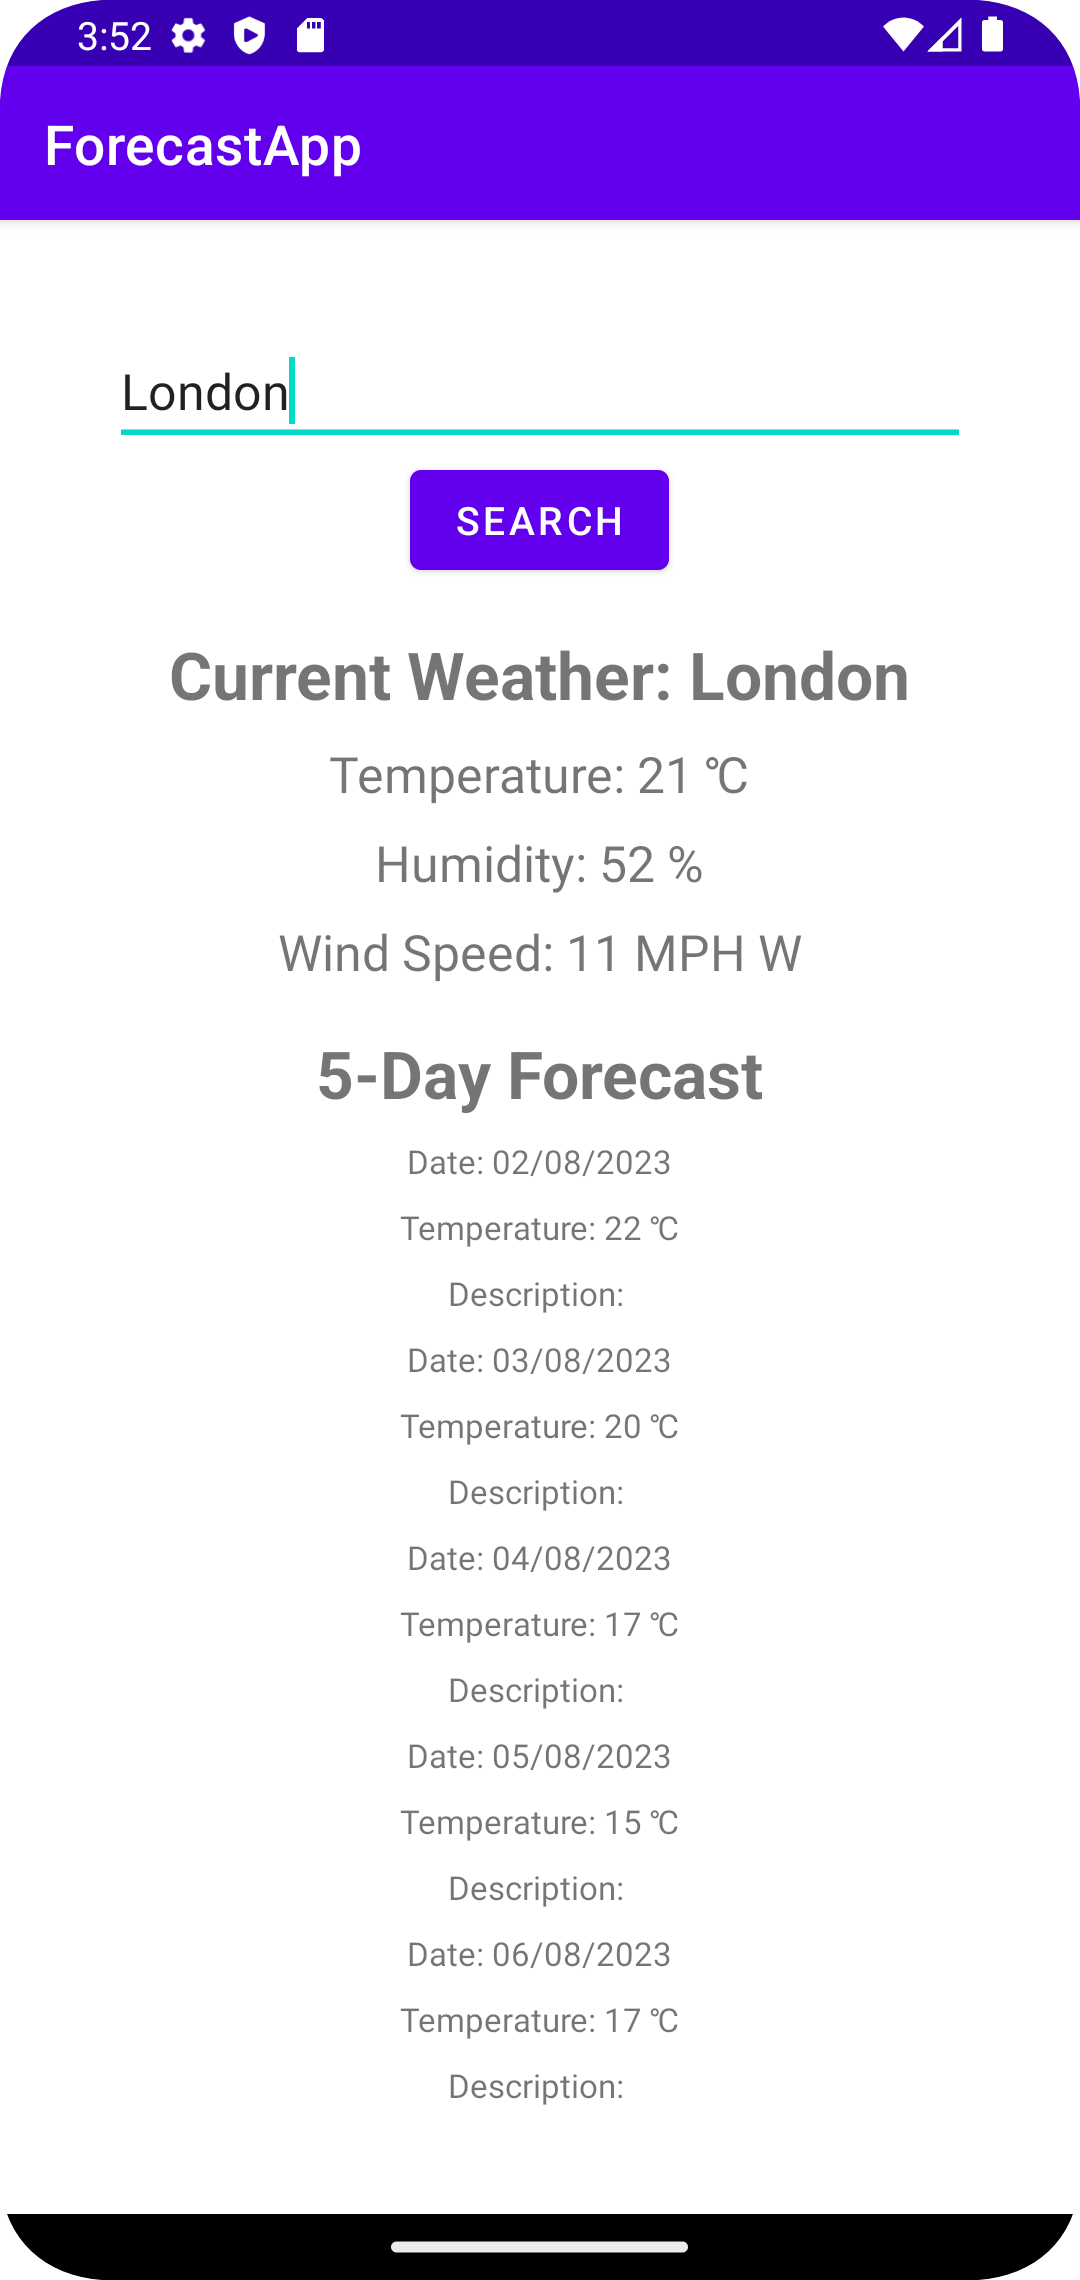 3:52
ForecastApp
London
SEARCH
Current Weather: London
Temperature: 21 ℃
Humidity: 52 %
Wind Speed: 11 MPH W
5-Day Forecast
Date: 02/08/2023
Temperature: 22 ℃
Description:
Date: 03/08/2023
Temperature: 20 ℃
Description:
Date: 04/08/2023
Temperature: 17 ℃
Description:
Date: 05/08/2023
Temperature: 15 ℃
Description:
Date: 06/08/2023
Temperature: 17 ℃
Description: